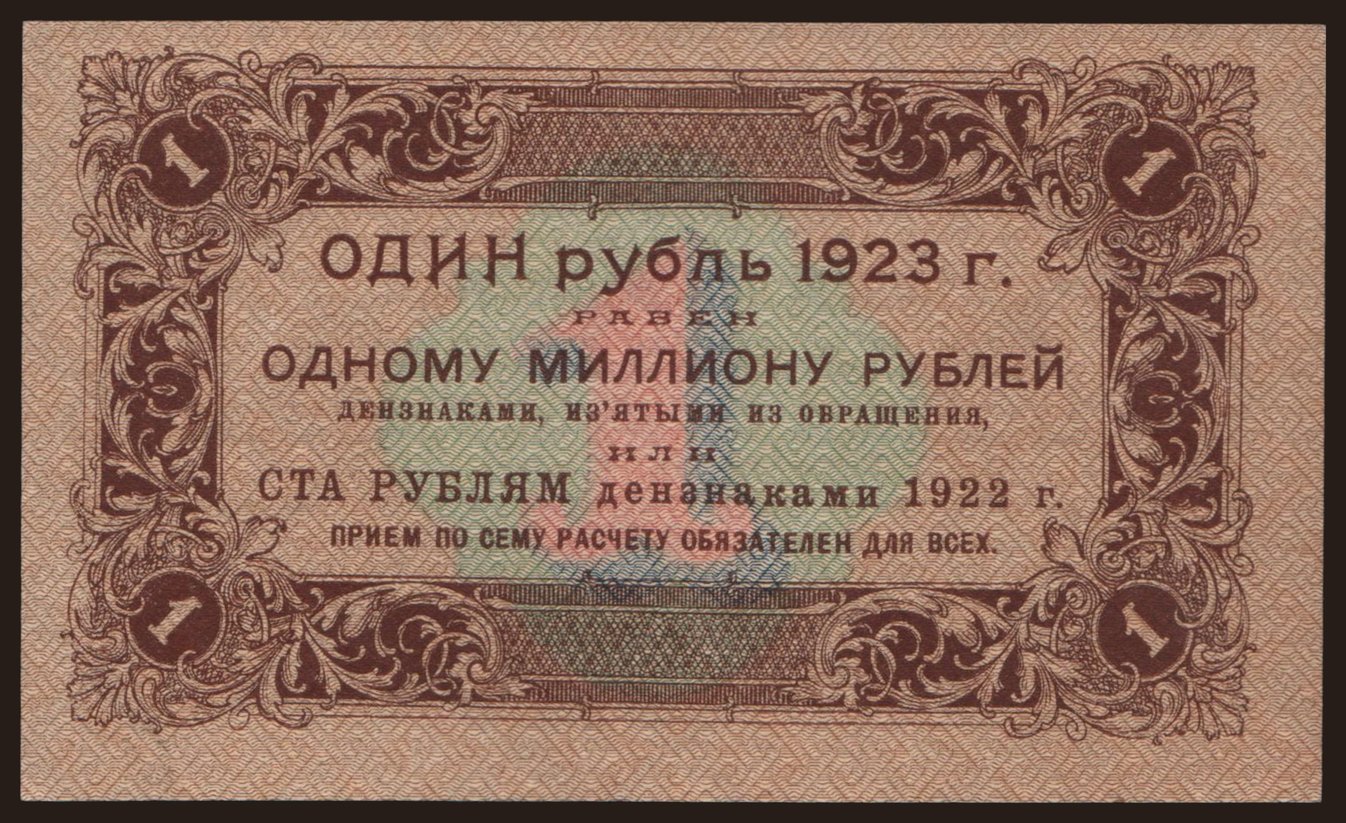 1 1
ОДИН рубль 1923 г.
РАВЕН
ОДНОМУ МИЛЛИОНУ РУБЛЕЙ
ДЕНЗНАКАМИ, ИЗ'ЯТЫМИ ИЗ ОБРАЩЕНИЯ,
ИЛИ
СТА РУБЛЯМ дензнаками 1922 г.
ПРИЕМ ПО СЕМУ РАСЧЕТУ ОБЯЗАТЕЛЕН ДЛЯ ВСЕХ.
1
1 1